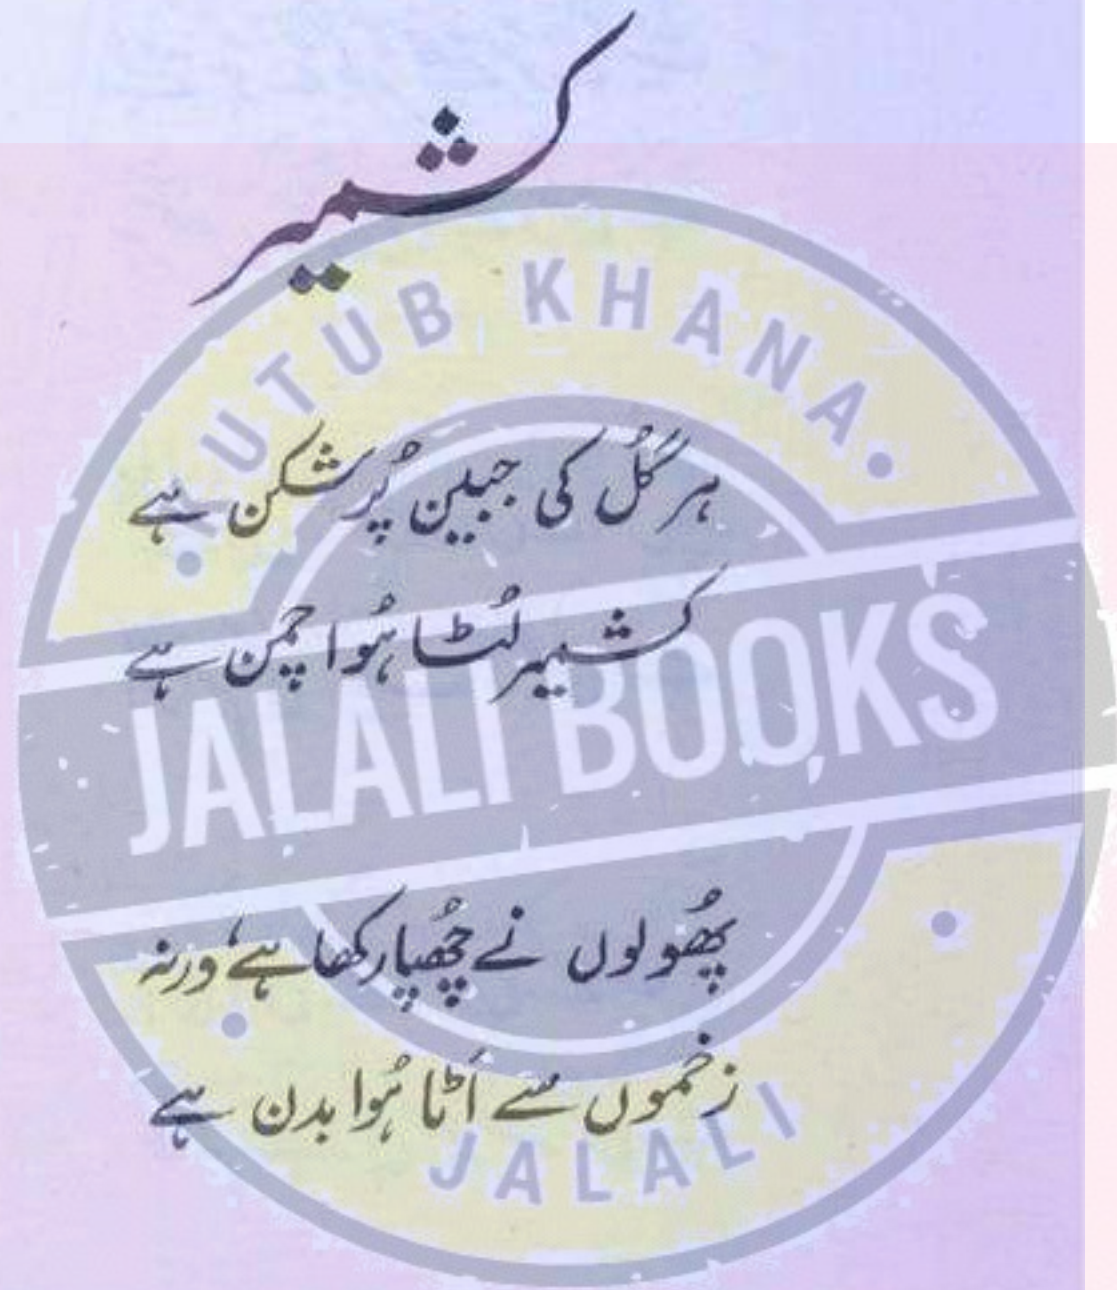 کشمیر
KUTUB KHANA
ہر گُل کی جبین پُر شکن ہے
کشمیر لُٹا ہُوا چمن ہے
JALALI BOOKS
پھُولوں نے چھُپا رکھا ہے ورنہ
زخموں سے اَٹا ہُوا بدن ہے
JALALI